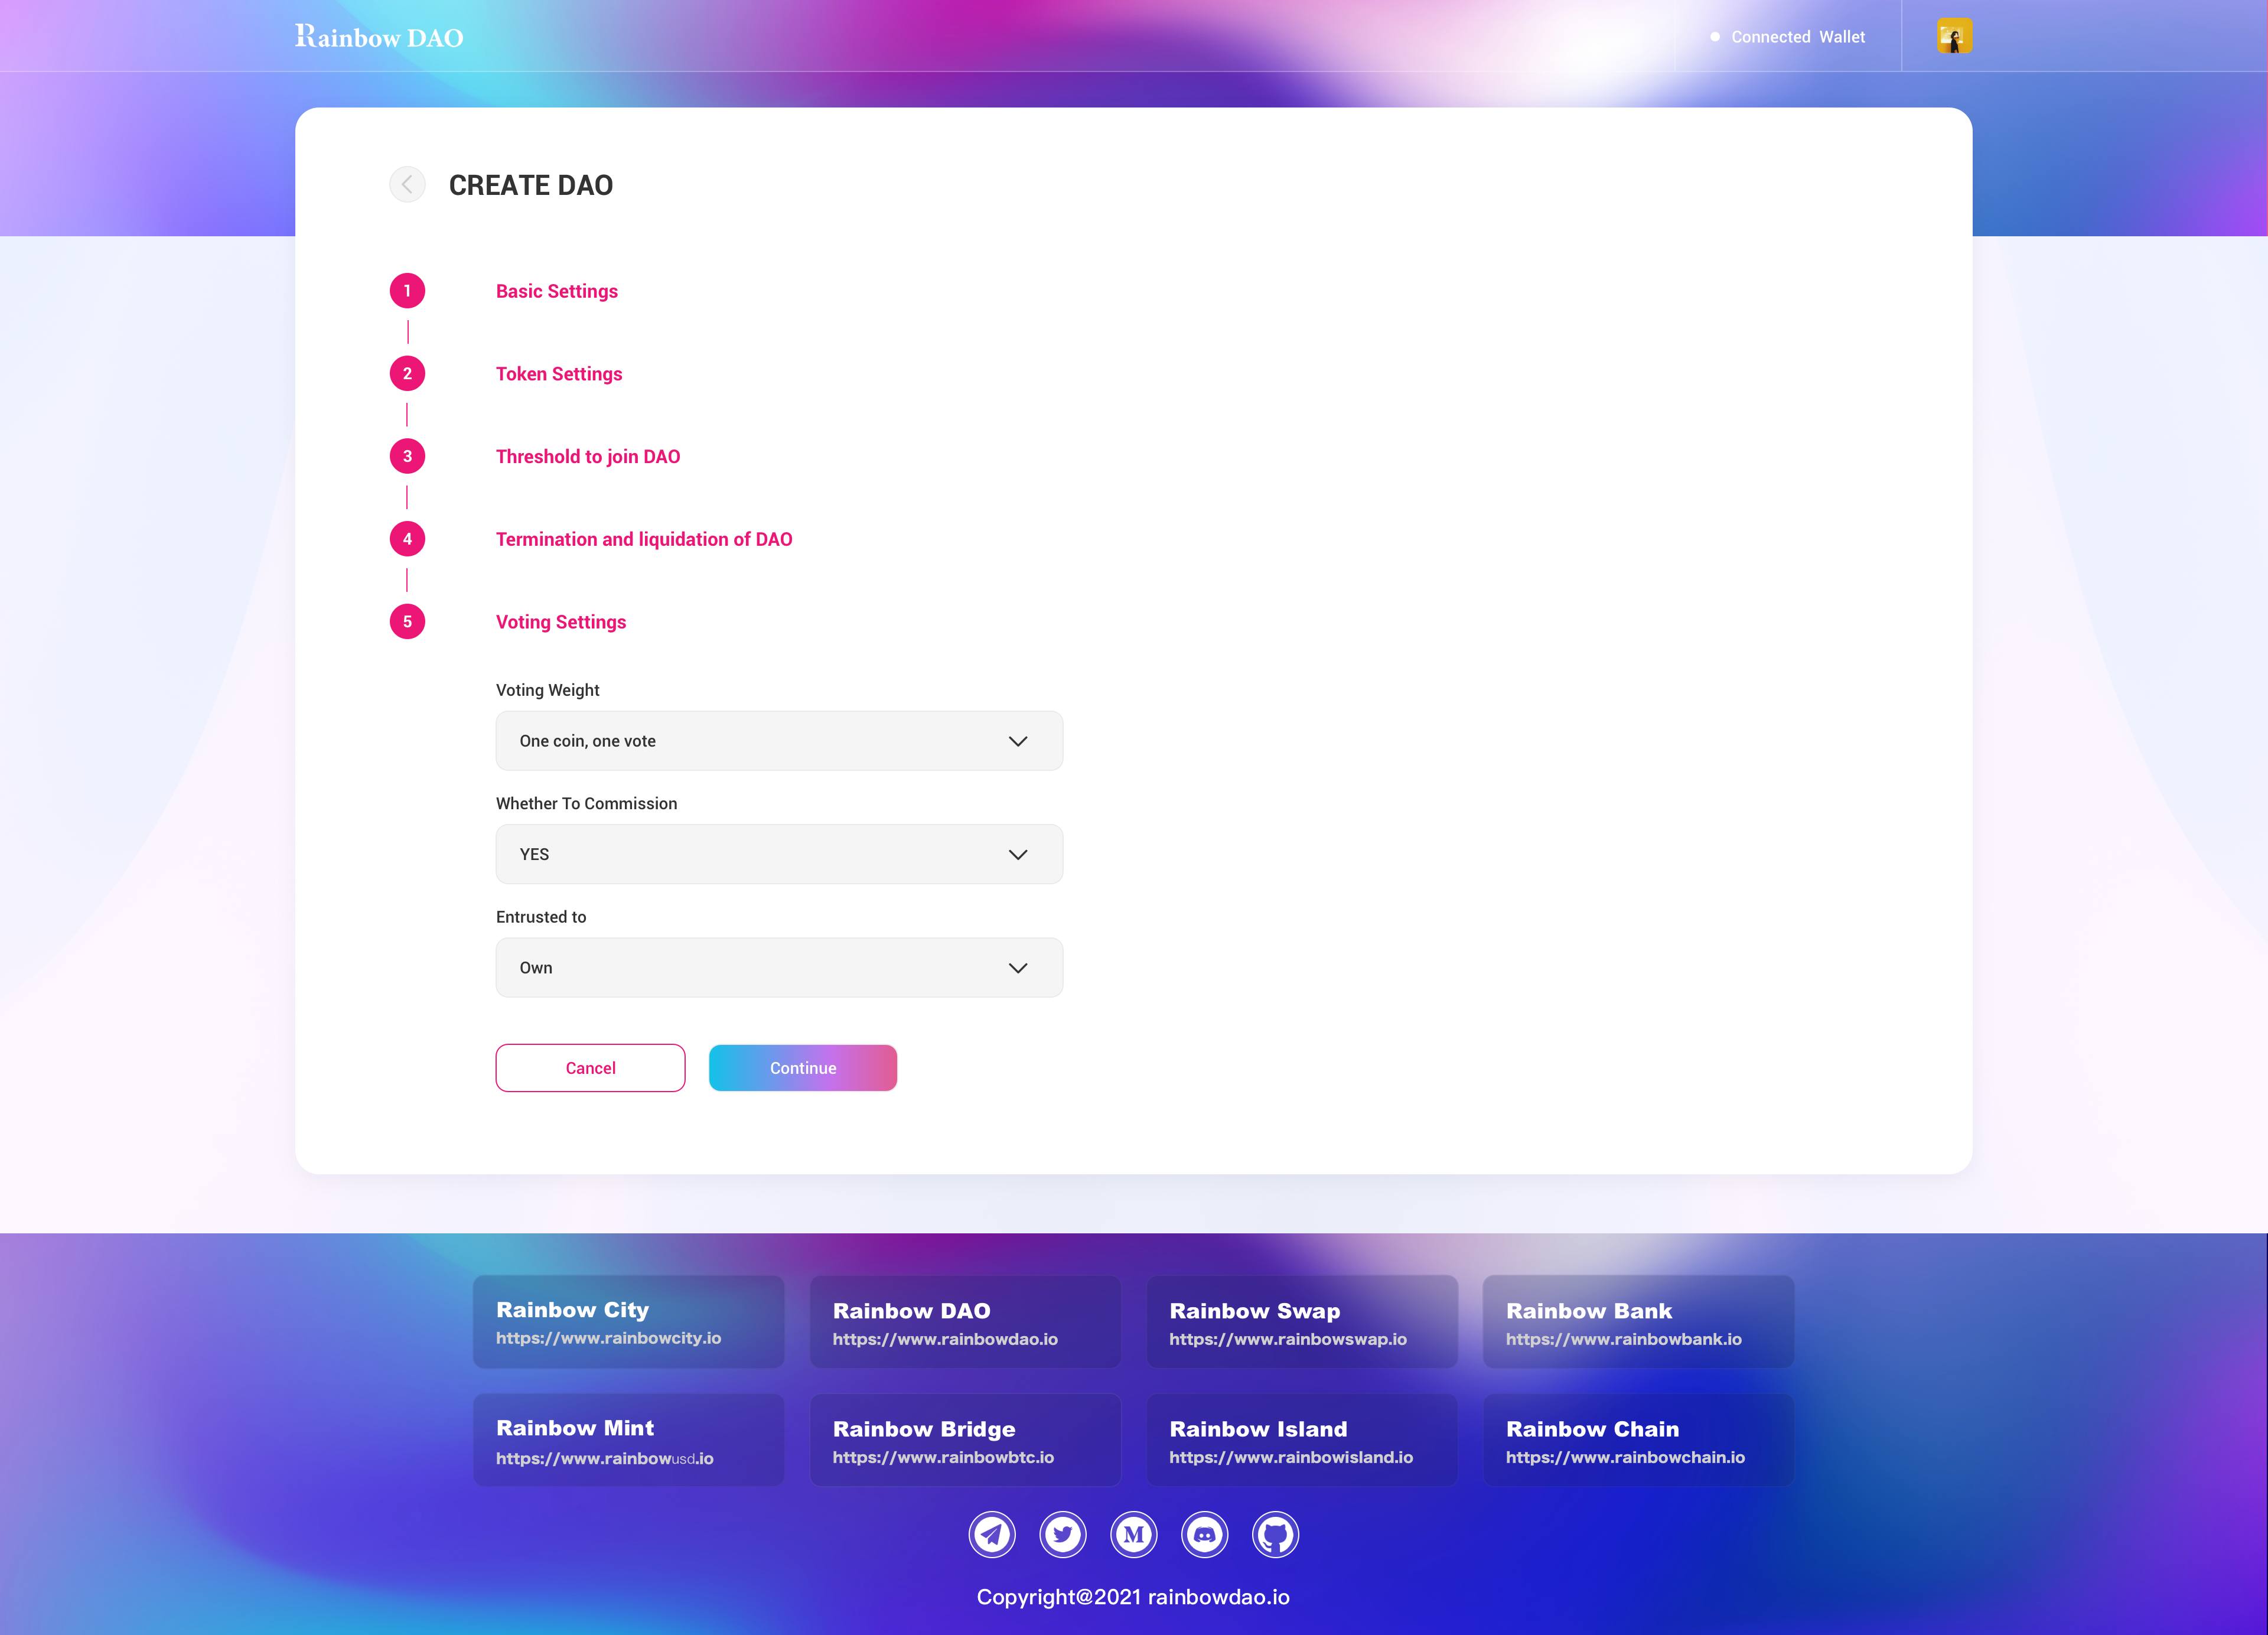 Rainbow DAO
Connected Wallet
CREATE DAO
1
Basic Settings
2
Token Settings
3
Threshold to join DAO
4
Termination and liquidation of DAO
5
Voting Settings
Voting Weight
One coin, one vote
Whether To Commission
YES
Entrusted to
Own
Cancel
Continue
Rainbow City
https://www.rainbowcity.io
Rainbow DAO
https://www.rainbowdao.io
Rainbow Swap
https://www.rainbowswap.io
Rainbow Bank
https://www.rainbowbank.io
Rainbow Mint
https://www.rainbowusd.io
Rainbow Bridge
https://www.rainbowbtc.io
Rainbow Island
https://www.rainbowisland.io
Rainbow Chain
https://www.rainbowchain.io
M
Copyright@2021 rainbowdao.io